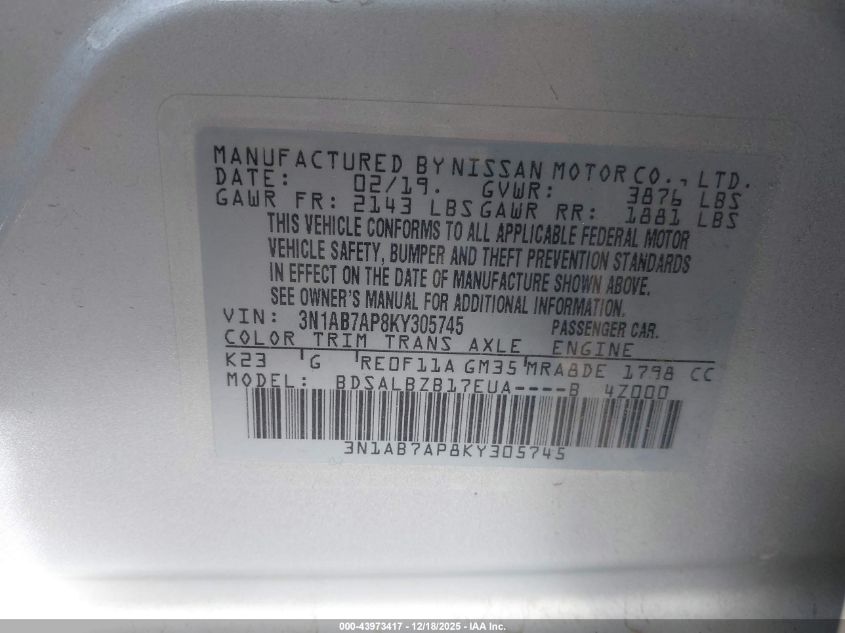 MANUFACTURED BY NISSAN MOTOR CO., LTD.
DATE: 02/19. GVWR: 3876 LBS
GAWR FR: 2143 LBS GAWR RR: 1881 LBS
THIS VEHICLE CONFORMS TO ALL APPLICABLE FEDERAL MOTOR
VEHICLE SAFETY, BUMPER AND THEFT PREVENTION STANDARDS
IN EFFECT ON THE DATE OF MANUFACTURE SHOWN ABOVE.
SEE OWNER'S MANUAL FOR ADDITIONAL INFORMATION.
VIN: 3N1AB7AP8KY305745 PASSENGER CAR.
COLOR TRIM TRANS AXLE ENGINE
K23 G RE0F11A GM35 MRA8DE 1798 CC
MODEL: BDSALBZB17EUA----B 4Z000
3N1AB7AP8KY305745
000-43973417 - 12/18/2025 - IAA Inc.